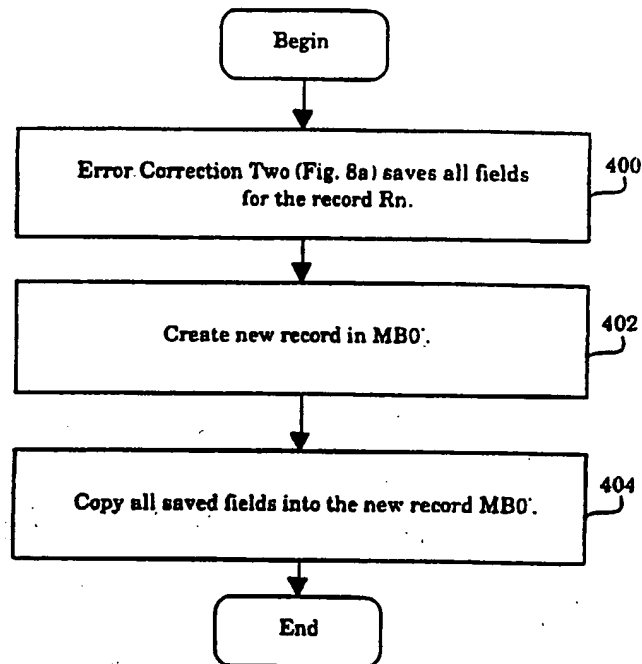 Begin
Error Correction Two (Fig. 8a) saves all fields
for the record Rn.
400
Create new record in MB0'.
402
Copy all saved fields into the new record MB0'.
404
End